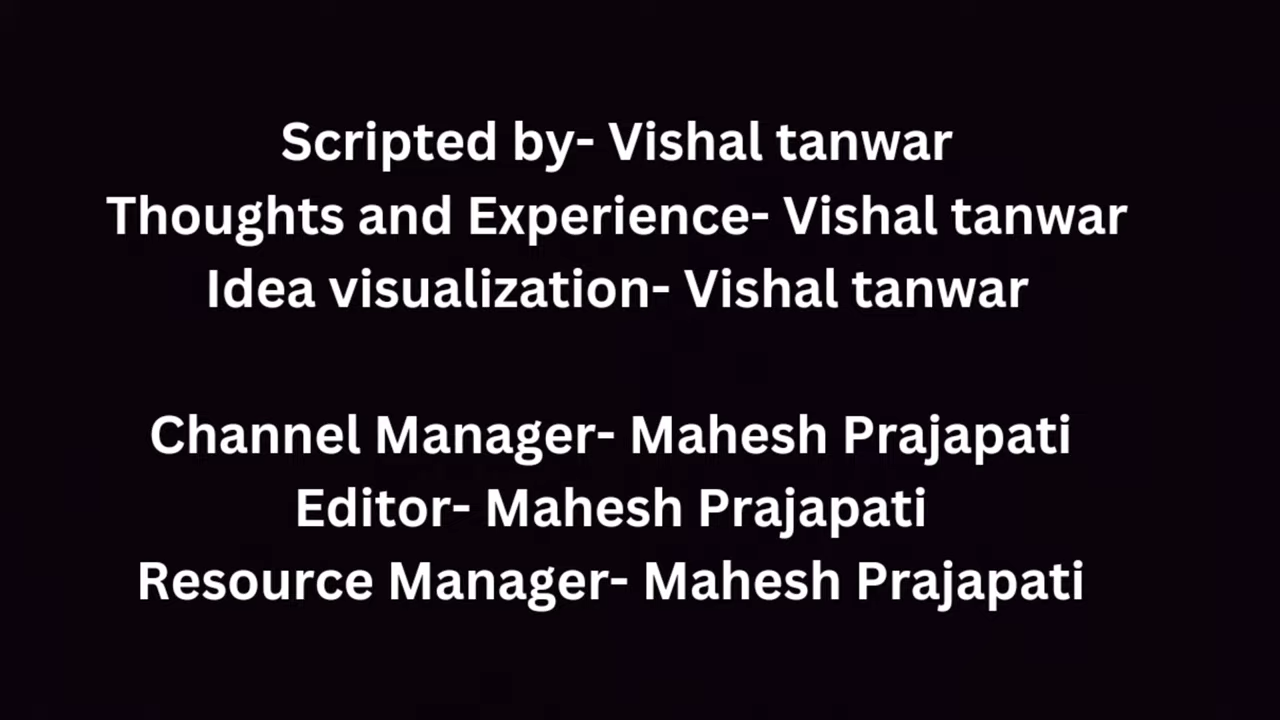 Scripted by- Vishal tanwar
Thoughts and Experience- Vishal tanwar
Idea visualization- Vishal tanwar
Channel Manager- Mahesh Prajapati
Editor- Mahesh Prajapati
Resource Manager- Mahesh Prajapati